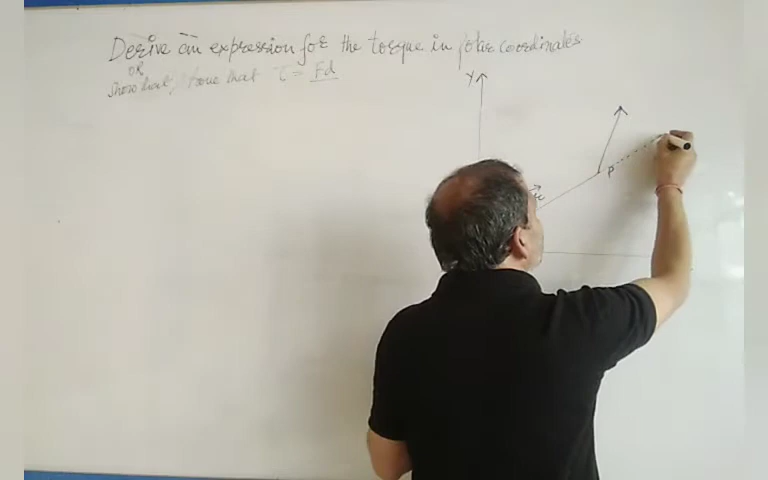 Derive an expression for the torque in polar coordinates
OR
Show that / Prove that τ = Fd
Y
P